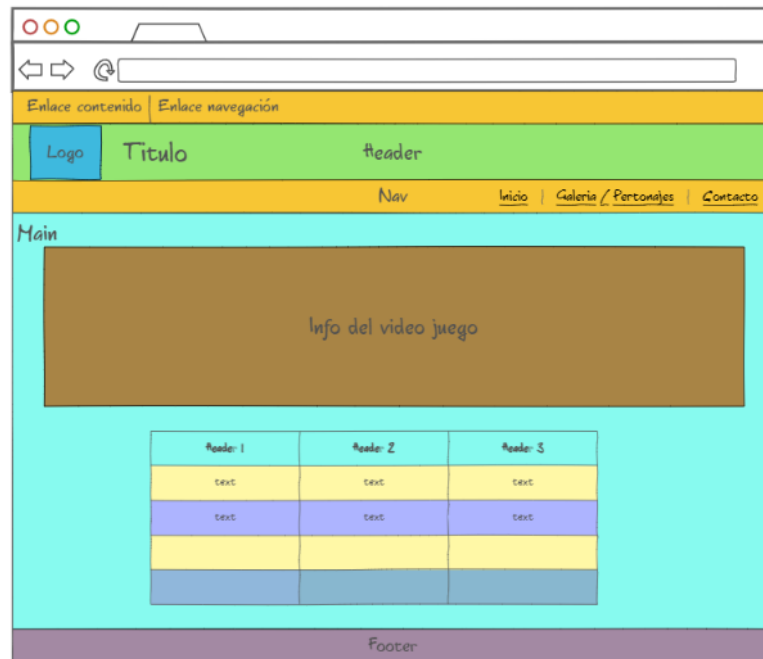 Enlace contenido | Enlace navegación
Logo Titulo Header
Nav Inicio | Galeria / Pertonajes | Contacto
Main
Info del video juego
Header 1 Header 2 Header 3
text text text
text text text
Footer